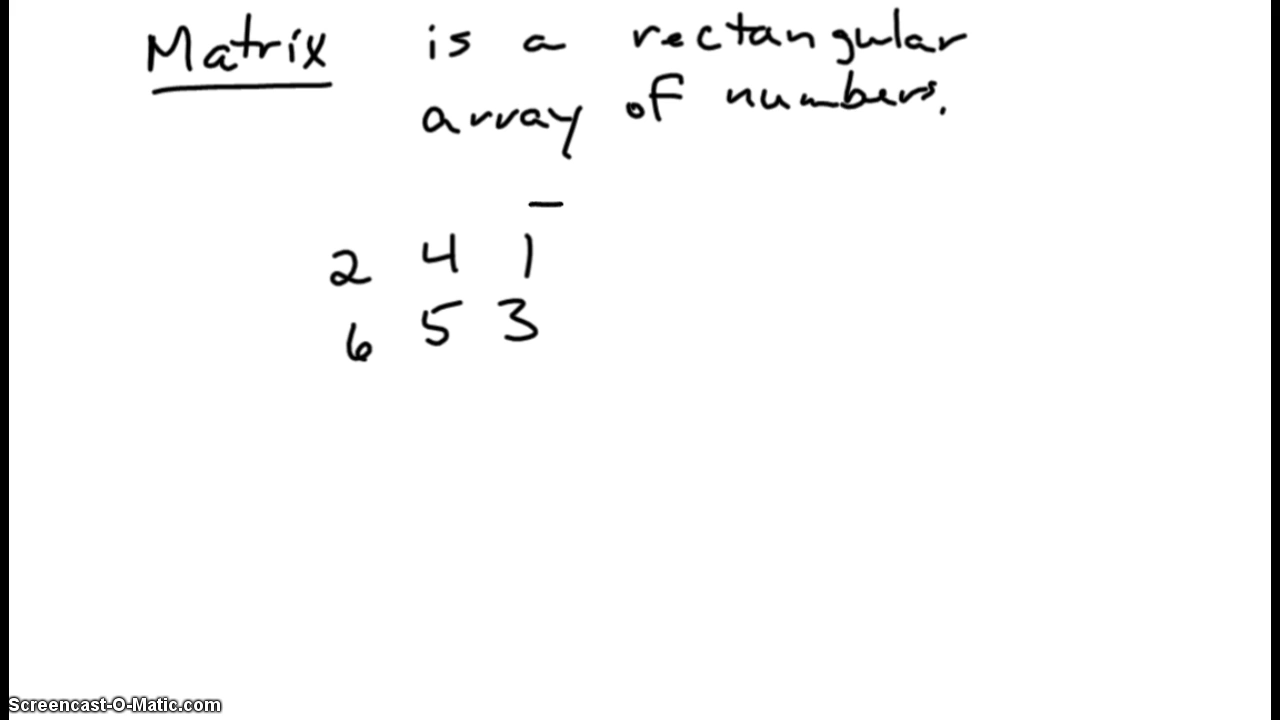 Matrix is a rectangular
array of numbers.
2 4 1
6 5 3
Screencast-O-Matic.com